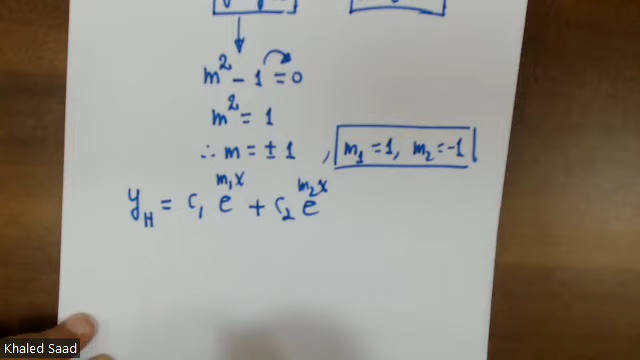 m² - 1 = 0
m² = 1
∴ m = ± 1 , m₁ = 1, m₂ = -1
y_H = c₁ e^{m₁x} + c₂ e^{m₂x}
Khaled Saad